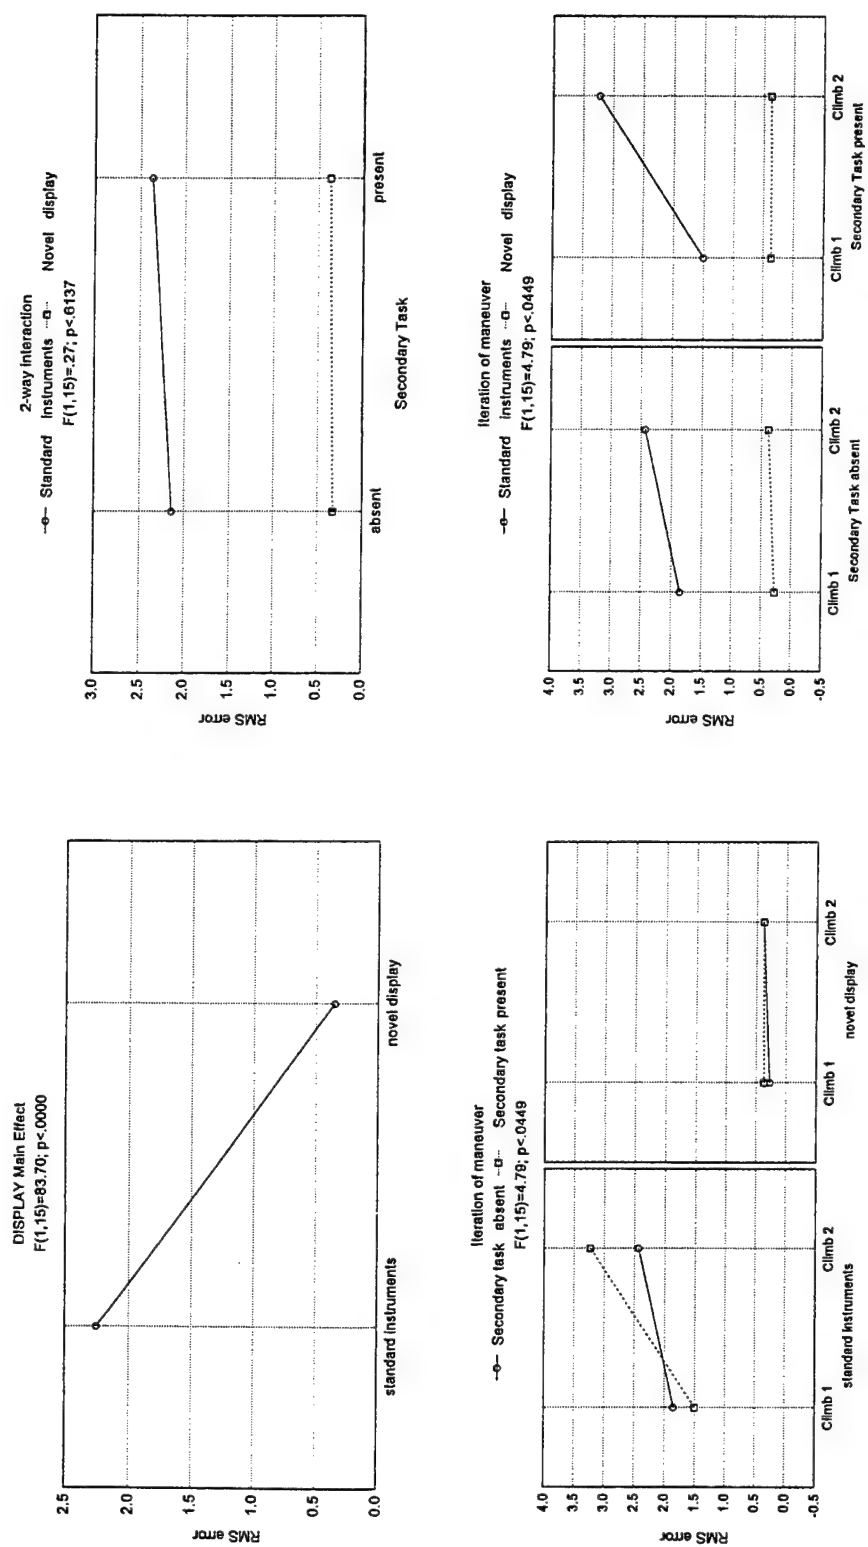 DISPLAY Main Effect
F(1,15)=83.70; p<.0000
2.5
2.0
1.5
1.0
0.5
0.0
RMS error
standard instruments
novel display
2-way interaction
Standard Instruments Novel display
F(1,15)=.27; p<.6137
3.0
2.5
2.0
1.5
1.0
0.5
0.0
RMS error
absent
present
Secondary Task
Iteration of maneuver
Secondary task absent Secondary task present
F(1,15)=4.79; p<.0449
4.0
3.5
3.0
2.5
2.0
1.5
1.0
0.5
0.0
-0.5
RMS error
Climb 1
Climb 2
standard instruments
Climb 1
Climb 2
novel display
Iteration of maneuver
Standard Instruments Novel display
F(1,15)=4.79; p<.0449
4.0
3.5
3.0
2.5
2.0
1.5
1.0
0.5
0.0
-0.5
RMS error
Climb 1
Climb 2
Secondary Task absent
Climb 1
Climb 2
Secondary Task present